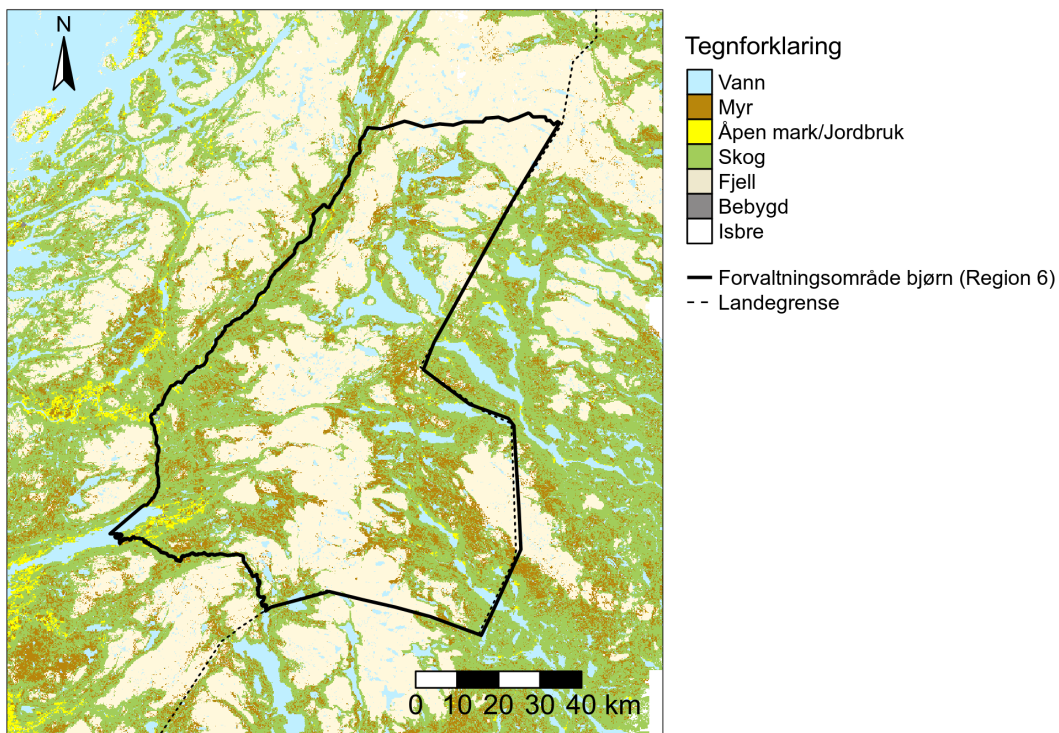 N
Tegnforklaring
Vann
Myr
Åpen mark/Jordbruk
Skog
Fjell
Bebygd
Isbre
Forvaltningsområde bjørn (Region 6)
Landegrense
0 10 20 30 40 km